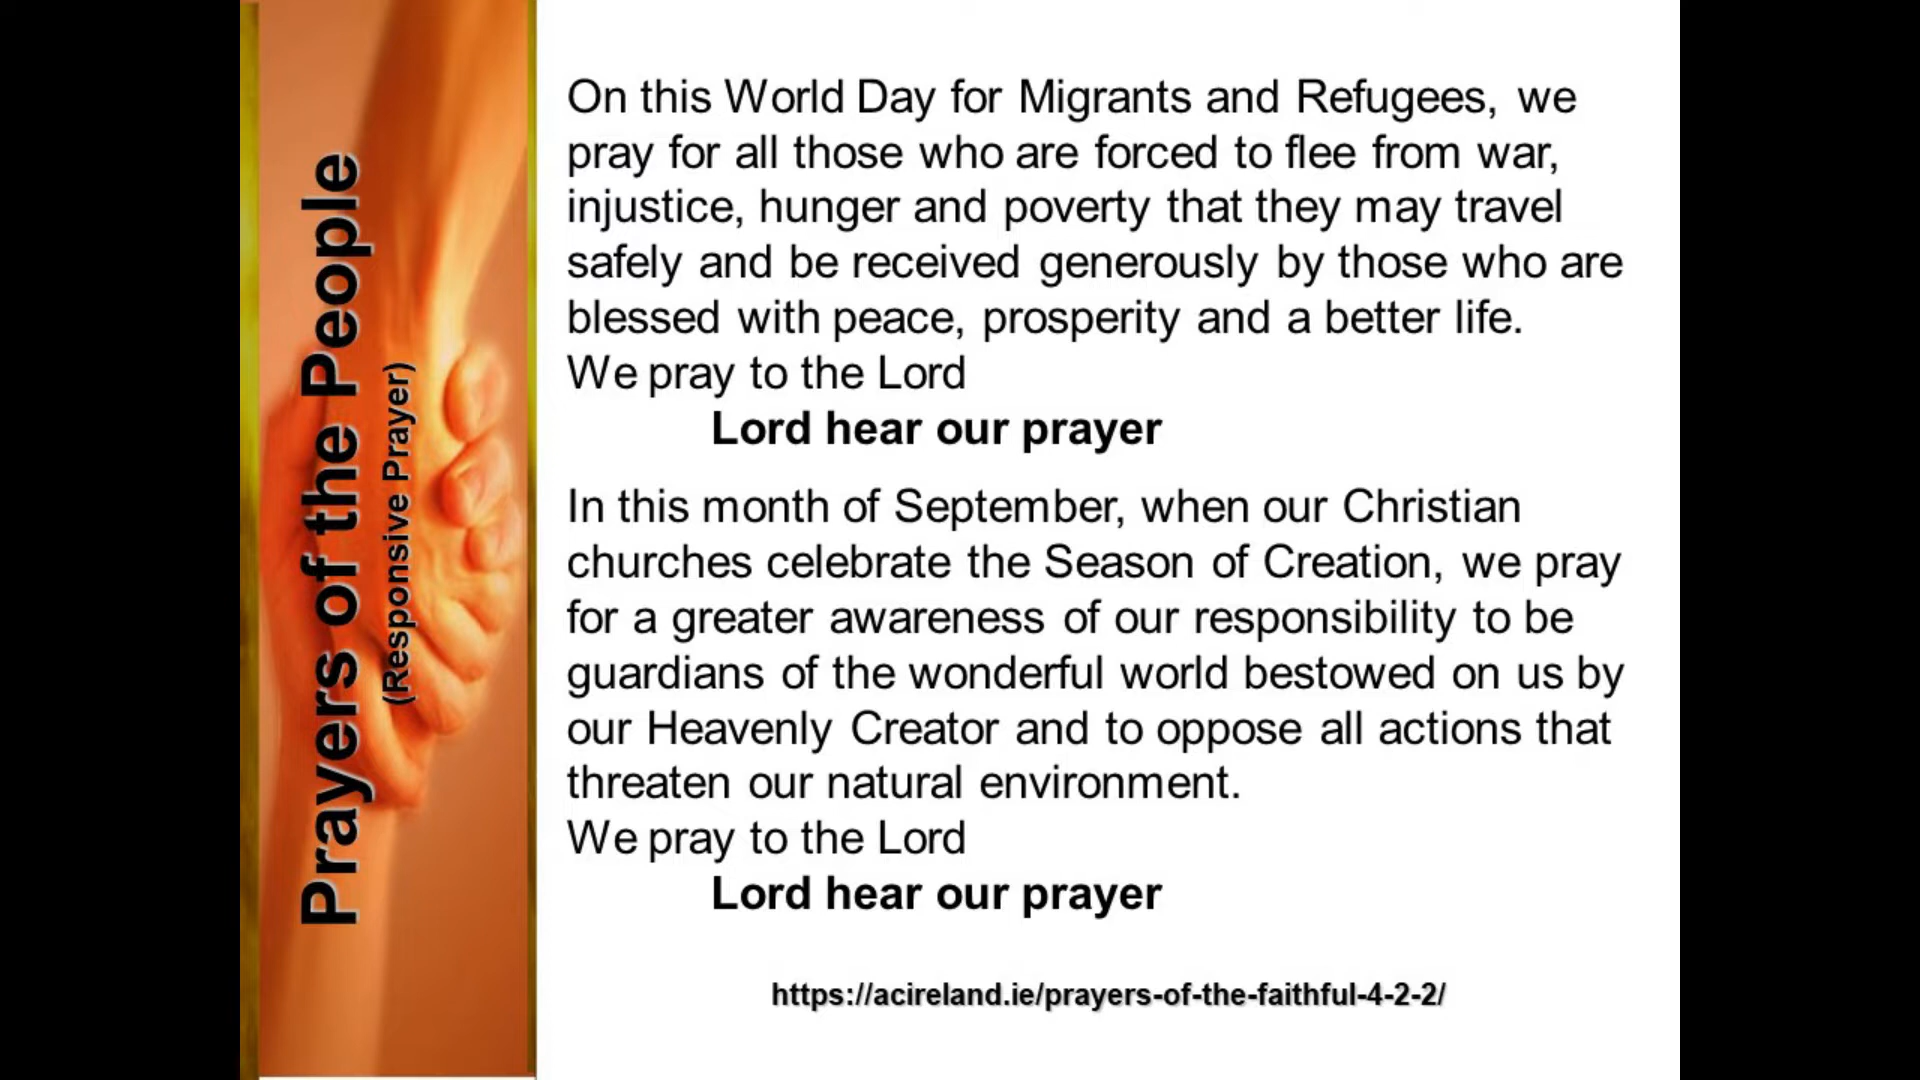 Prayers of the People
(Responsive Prayer)
On this World Day for Migrants and Refugees, we
pray for all those who are forced to flee from war,
injustice, hunger and poverty that they may travel
safely and be received generously by those who are
blessed with peace, prosperity and a better life.
We pray to the Lord
Lord hear our prayer
In this month of September, when our Christian
churches celebrate the Season of Creation, we pray
for a greater awareness of our responsibility to be
guardians of the wonderful world bestowed on us by
our Heavenly Creator and to oppose all actions that
threaten our natural environment.
We pray to the Lord
Lord hear our prayer
https://acireland.ie/prayers-of-the-faithful-4-2-2/